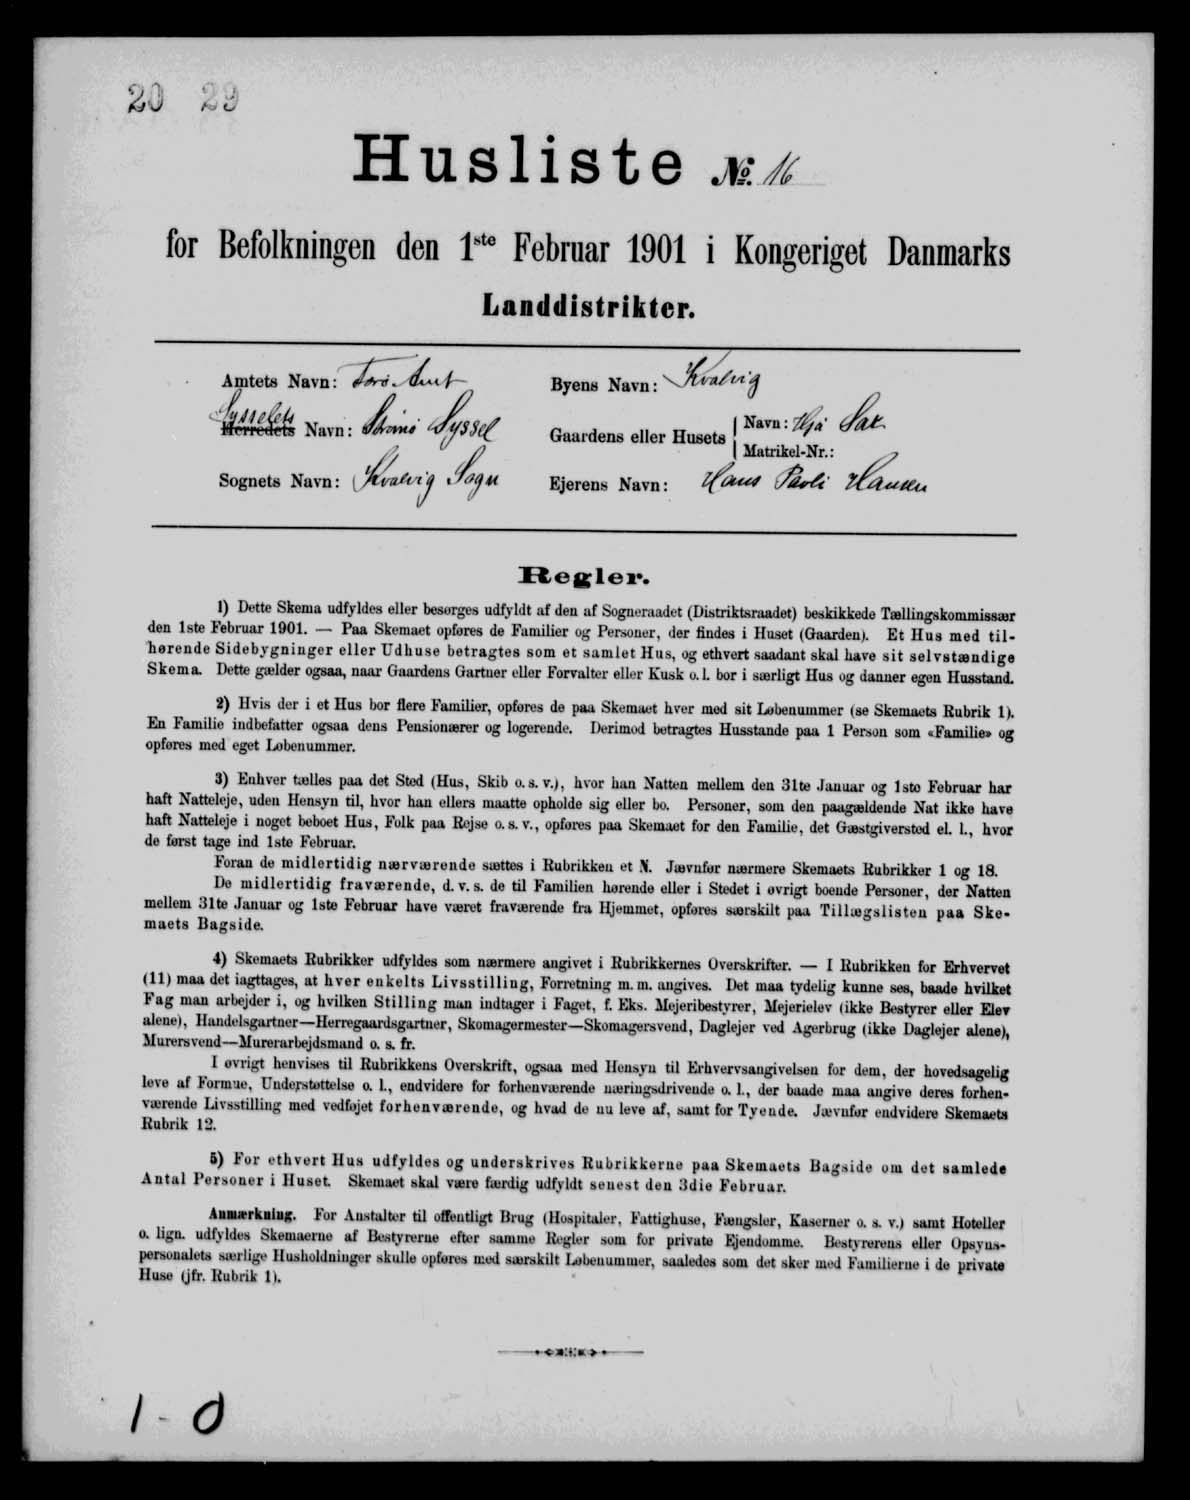 20 29
Husliste No. 16
for Befolkningen den 1ste Februar 1901 i Kongeriget Danmarks
Landdistrikter.
Amtets Navn: Færø Amt
Byens Navn: Kvalvig
Sysselets
Herredets Navn: Strømø Syssel
Gaardens eller Husets
Navn: Hjá Sax
Matrikel-Nr.:
Sognets Navn: Kvalvig Sogn
Ejerens Navn: Hans Pauli Hansen
Regler.
1) Dette Skema udfyldes eller besørges udfyldt af den af Sogneraadet (Distriktsraadet) beskikkede Tællingskommissær
den 1ste Februar 1901. — Paa Skemaet opføres de Familier og Personer, der findes i Huset (Gaarden). Et Hus med til-
hørende Sidebygninger eller Udhuse betragtes som et samlet Hus, og ethvert saadant skal have sit selvstændige
Skema. Dette gælder ogsaa, naar Gaardens Gartner eller Forvalter eller Kusk o. l. bor i særligt Hus og danner egen Husstand.
2) Hvis der i et Hus bor flere Familier, opføres de paa Skemaet hver med sit Løbenummer (se Skemaets Rubrik 1).
En Familie indbefatter ogsaa dens Pensionærer og logerende. Derimod betragtes Husstande paa 1 Person som «Familie» og
opføres med eget Løbenummer.
3) Enhver tælles paa det Sted (Hus, Skib o. s. v.), hvor han Natten mellem den 31te Januar og 1ste Februar har
haft Natteleje, uden Hensyn til, hvor han ellers maatte opholde sig eller bo. Personer, som den paagældende Nat ikke have
haft Natteleje i noget beboet Hus, Folk paa Rejse o. s. v., opføres paa Skemaet for den Familie, det Gæstgiversted el. l., hvor
de først tage ind 1ste Februar.
Foran de midlertidig nærværende sættes i Rubrikken et N. Jævnfør nærmere Skemaets Rubrikker 1 og 18.
De midlertidig fraværende, d. v. s. de til Familien hørende eller i Stedet i øvrigt boende Personer, der Natten
mellem 31te Januar og 1ste Februar have været fraværende fra Hjemmet, opføres særskilt paa Tillægslisten paa Ske-
maets Bagside.
4) Skemaets Rubrikker udfyldes som nærmere angivet i Rubrikkernes Overskrifter. — I Rubrikken for Erhvervet
(11) maa det iagttages, at hver enkelts Livsstilling, Forretning m. m. angives. Det maa tydelig kunne ses, baade hvilket
Fag man arbejder i, og hvilken Stilling man indtager i Faget, f. Eks. Mejeribestyrer, Mejerielev (ikke Bestyrer eller Elev
alene), Handelsgartner—Herregaardsgartner, Skomagermester—Skomagersvend, Daglejer ved Agerbrug (ikke Daglejer alene),
Murersvend—Murerarbejdsmand o. s. fr.
I øvrigt henvises til Rubrikkens Overskrift, ogsaa med Hensyn til Erhvervsangivelsen for dem, der hovedsagelig
leve af Formue, Understøttelse o. l., endvidere for forhenværende næringsdrivende o. l., der baade maa angive deres forhen-
værende Livsstilling med vedføjet forhenværende, og hvad de nu leve af, samt for Tyende. Jævnfør endvidere Skemaets
Rubrik 12.
5) For ethvert Hus udfyldes og underskrives Rubrikkerne paa Skemaets Bagside om det samlede
Antal Personer i Huset. Skemaet skal være færdig udfyldt senest den 3die Februar.
Anmærkning. For Anstalter til offentligt Brug (Hospitaler, Fattighuse, Fængsler, Kaserner o. s. v.) samt Hoteller
o. lign. udfyldes Skemaerne af Bestyrerne efter samme Regler som for private Ejendomme. Bestyrerens eller Opsyns-
personalets særlige Husholdninger skulle opføres med særskilt Løbenummer, saaledes som det sker med Familierne i de private
Huse (jfr. Rubrik 1).
1 - 0